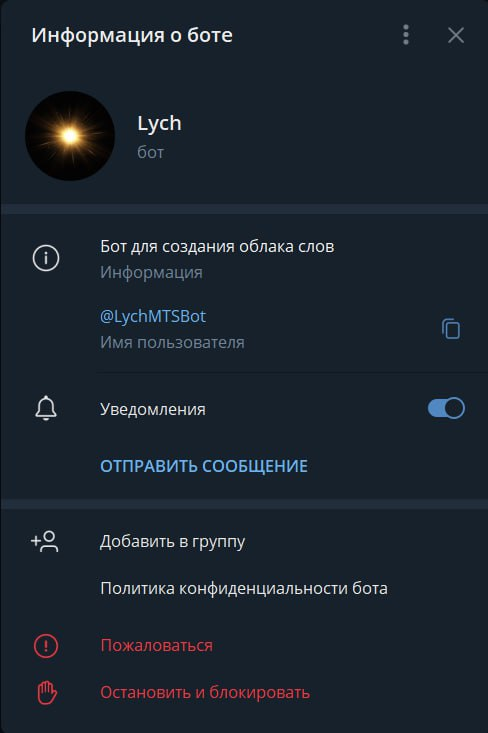 Информация о боте
Lych
бот
Бот для создания облака слов
Информация
@LychMTSBot
Имя пользователя
Уведомления
ОТПРАВИТЬ СООБЩЕНИЕ
Добавить в группу
Политика конфиденциальности бота
Пожаловаться
Остановить и блокировать